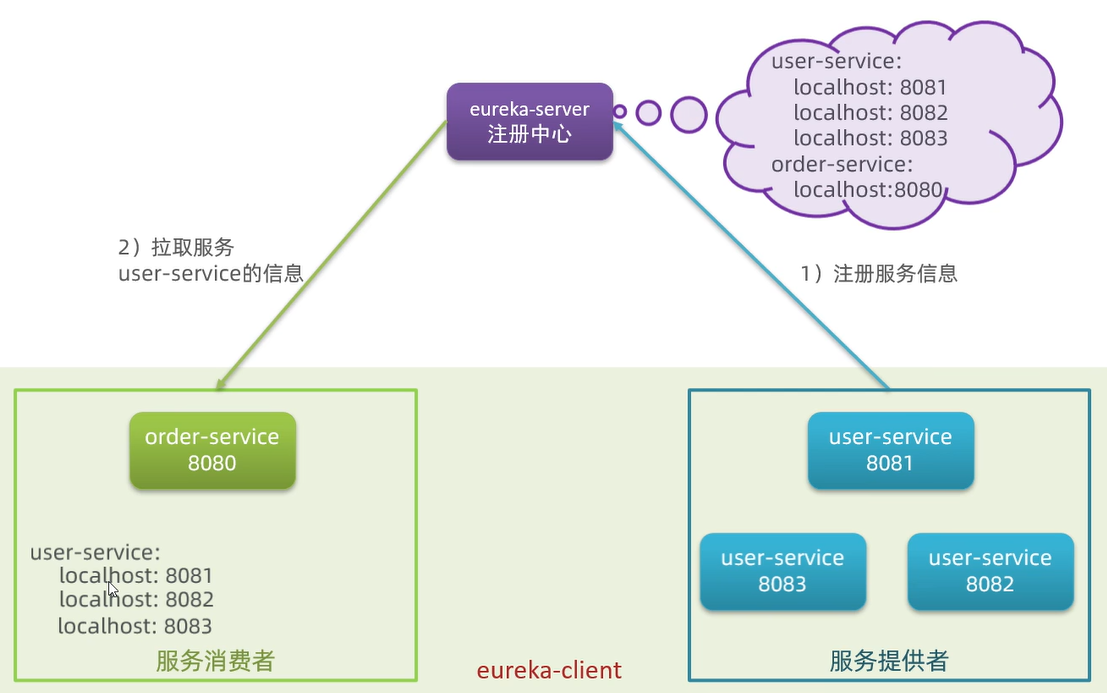 eureka-server
注册中心
user-service:
localhost: 8081
localhost: 8082
localhost: 8083
order-service:
localhost:8080
2）拉取服务
user-service的信息
1）注册服务信息
order-service
8080
user-service:
localhost: 8081
localhost: 8082
localhost: 8083
服务消费者
eureka-client
user-service
8081
user-service
8083
user-service
8082
服务提供者